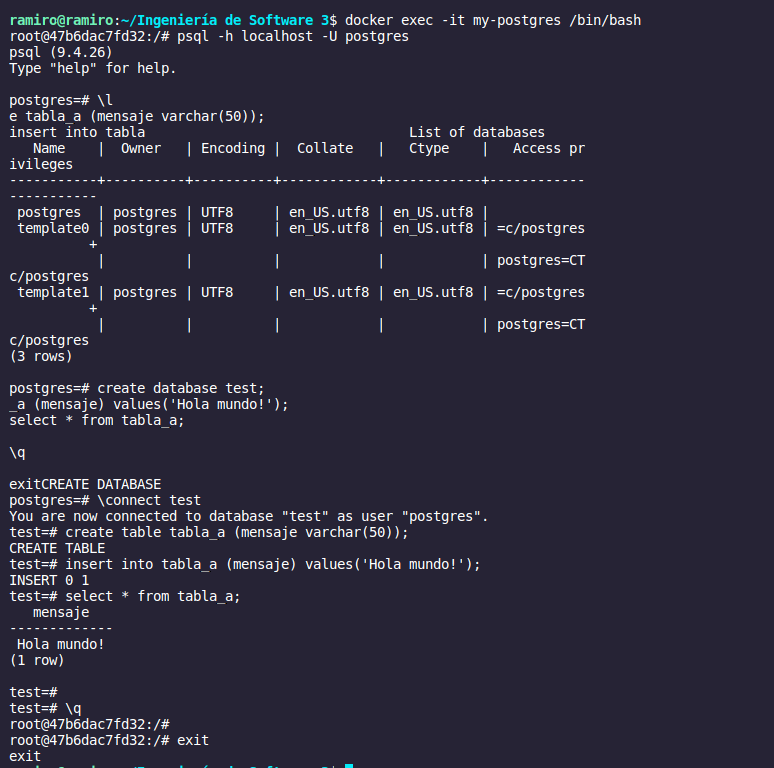 ramiro@ramiro:~/Ingeniería de Software 3$ docker exec -it my-postgres /bin/bash
root@47b6dac7fd32:/# psql -h localhost -U postgres
psql (9.4.26)
Type "help" for help.

postgres=# \l
e tabla_a (mensaje varchar(50));
insert into tabla                                 List of databases
   Name    |  Owner   | Encoding |  Collate   |   Ctype    |   Access pr
ivileges
-----------+----------+----------+------------+------------+------------
-----------
 postgres  | postgres | UTF8     | en_US.utf8 | en_US.utf8 |
 template0 | postgres | UTF8     | en_US.utf8 | en_US.utf8 | =c/postgres
          +
           |          |          |            |            | postgres=CT
c/postgres
 template1 | postgres | UTF8     | en_US.utf8 | en_US.utf8 | =c/postgres
          +
           |          |          |            |            | postgres=CT
c/postgres
(3 rows)

postgres=# create database test;
_a (mensaje) values('Hola mundo!');
select * from tabla_a;

\q

exitCREATE DATABASE
postgres=# \connect test
You are now connected to database "test" as user "postgres".
test=# create table tabla_a (mensaje varchar(50));
CREATE TABLE
test=# insert into tabla_a (mensaje) values('Hola mundo!');
INSERT 0 1
test=# select * from tabla_a;
   mensaje
-------------
 Hola mundo!
(1 row)

test=#
test=# \q
root@47b6dac7fd32:/#
root@47b6dac7fd32:/# exit
exit